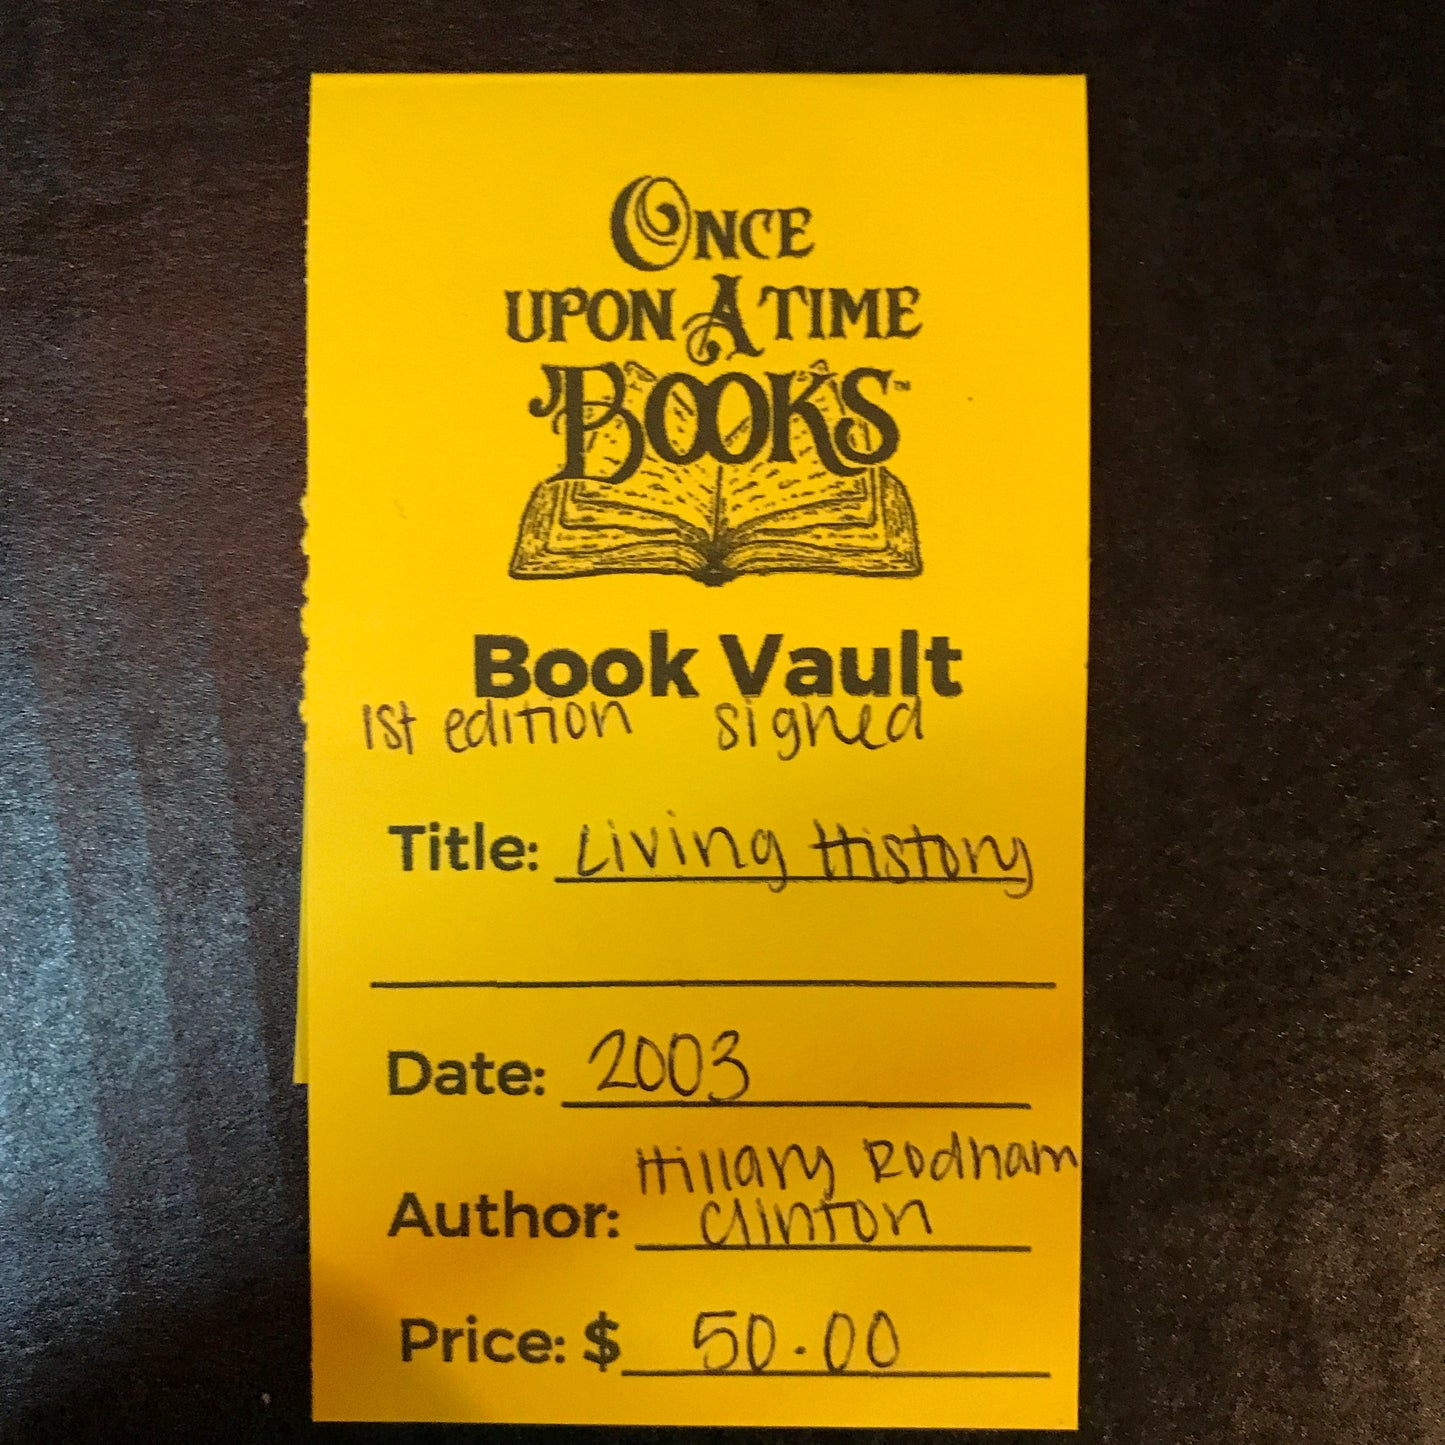 ONCE
UPON A TIME
BOOKS™
Book Vault
1st edition signed
Title: Living History
Date: 2003
Hillary Rodham
Author: Clinton
Price: $ 50.00